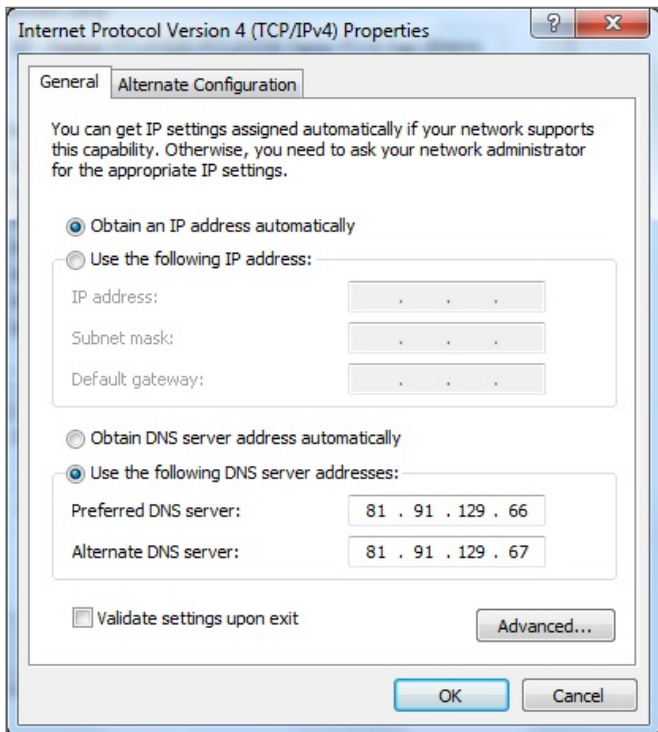 Internet Protocol Version 4 (TCP/IPv4) Properties
General
Alternate Configuration
You can get IP settings assigned automatically if your network supports
this capability. Otherwise, you need to ask your network administrator
for the appropriate IP settings.
Obtain an IP address automatically
Use the following IP address:
IP address: . . .
Subnet mask: . . .
Default gateway: . . .
Obtain DNS server address automatically
Use the following DNS server addresses:
Preferred DNS server: 81 . 91 . 129 . 66
Alternate DNS server: 81 . 91 . 129 . 67
Validate settings upon exit
Advanced...
OK
Cancel